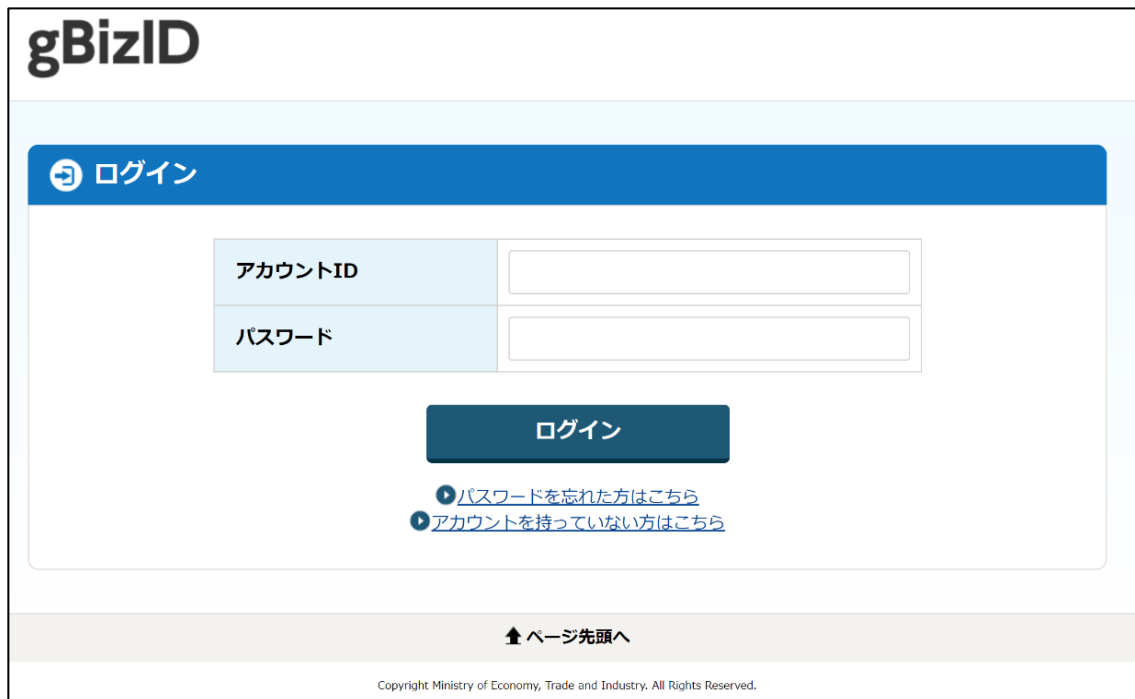 gBizID
ログイン
アカウントID
パスワード
ログイン
パスワードを忘れた方はこちら
アカウントを持っていない方はこちら
ページ先頭へ
Copyright Ministry of Economy, Trade and Industry. All Rights Reserved.